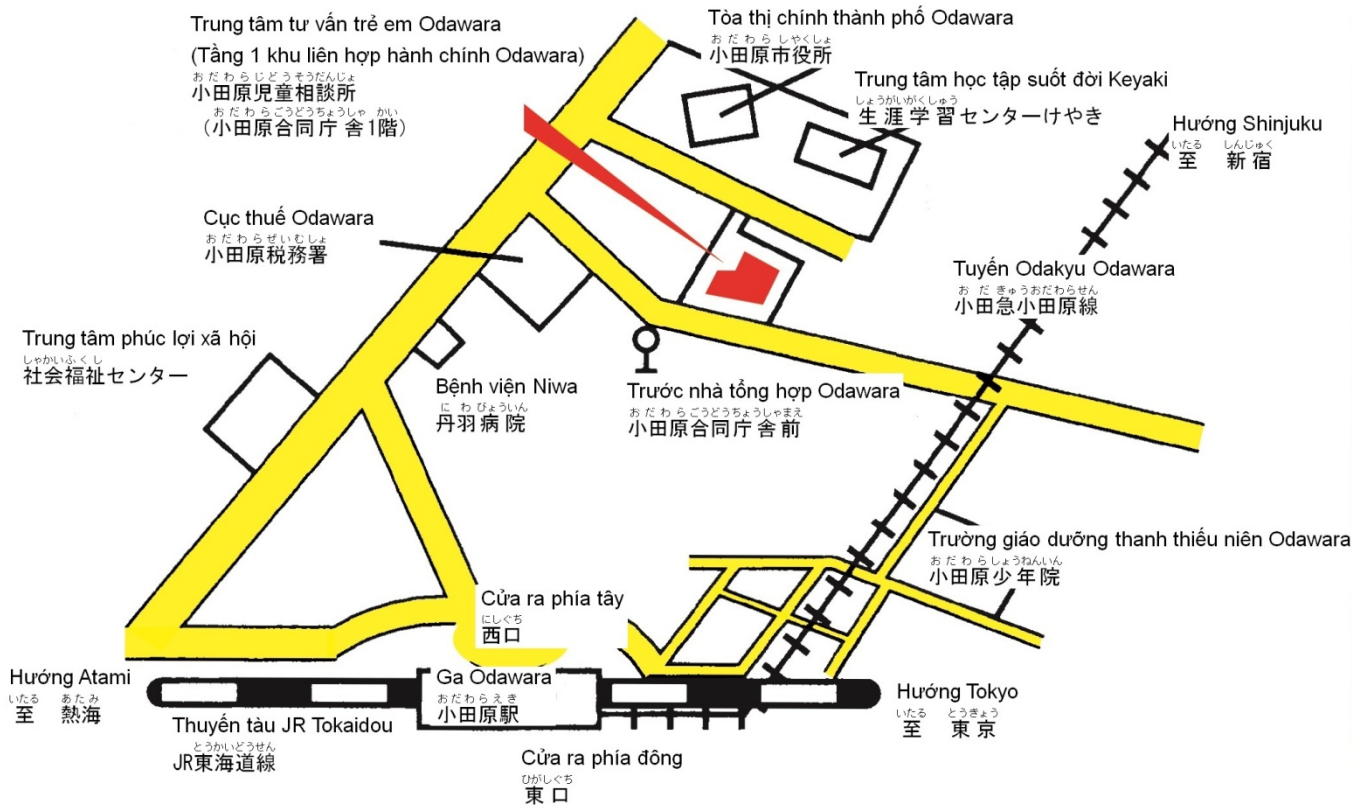 Trung tâm tư vấn trẻ em Odawara
(Tầng 1 khu liên hợp hành chính Odawara)
おだわらじどうそうだんじょ
小田原児童相談所
おだわらごうどうちょうしゃ かい
(小田原合同庁舎1階)
Tòa thị chính thành phố Odawara
おだわらしやくしょ
小田原市役所
Trung tâm học tập suốt đời Keyaki
しょうがいがくしゅう
生涯学習センターけやき
Hướng Shinjuku
いたる しんじゅく
至 新宿
Cục thuế Odawara
おだわらぜいむしょ
小田原税務署
Tuyến Odakyu Odawara
おだきゅうおだわらせん
小田急小田原線
Trung tâm phúc lợi xã hội
しゃかいふくし
社会福祉センター
Bệnh viện Niwa
にわびょういん
丹羽病院
Trước nhà tổng hợp Odawara
おだわらごうどうちょうしゃまえ
小田原合同庁舎前
Trường giáo dưỡng thanh thiếu niên Odawara
おだわらしょうねんいん
小田原少年院
Cửa ra phía tây
にしぐち
西口
Hướng Atami
いたる あたみ
至 熱海
Ga Odawara
おだわらえき
小田原駅
Hướng Tokyo
いたる とうきょう
至 東京
Thuyến tàu JR Tokaidou
とうかいどうせん
JR東海道線
Cửa ra phía đông
ひがしぐち
東口